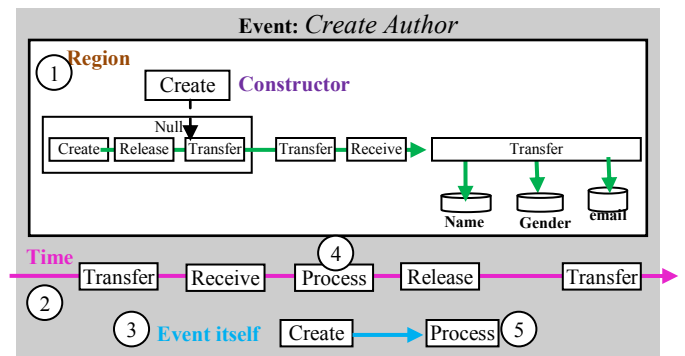 Event: Create Author
1 Region
Create Constructor
Null
Create Release Transfer Transfer Receive Transfer
Name Gender email
Time 4
Transfer Receive Process Release Transfer
2
3 Event itself Create Process 5